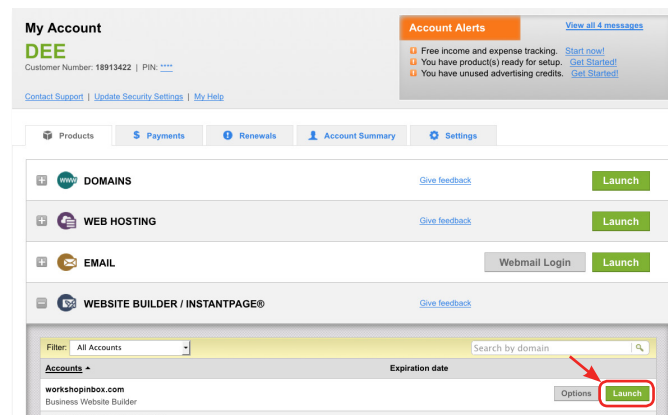 My Account
DEE
Customer Number: 18913422 | PIN: ****
Contact Support | Update Security Settings | My Help
Account Alerts View all 4 messages
Free income and expense tracking. Start now!
You have product(s) ready for setup. Get Started!
You have unused advertising credits. Get Started!
Products Payments Renewals Account Summary Settings
WWW DOMAINS Give feedback Launch
WEB HOSTING Give feedback Launch
EMAIL Webmail Login Launch
WEBSITE BUILDER / INSTANTPAGE® Give feedback
Filter: All Accounts Search by domain
Accounts Expiration date
workshopinbox.com
Business Website Builder Options Launch